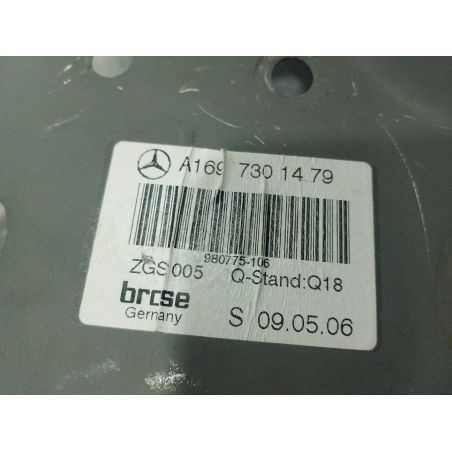 A169 730 14 79
980775-106
ZGS 005 Q-Stand:Q18
brose
Germany S 09.05.06